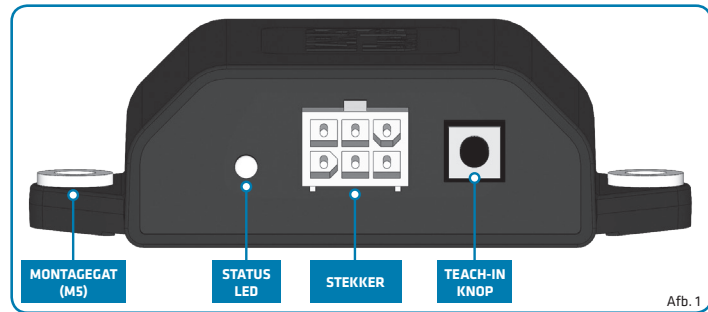 MONTAGEGAT
(M5)
STATUS
LED
STEKKER
TEACH-IN
KNOP
Afb. 1